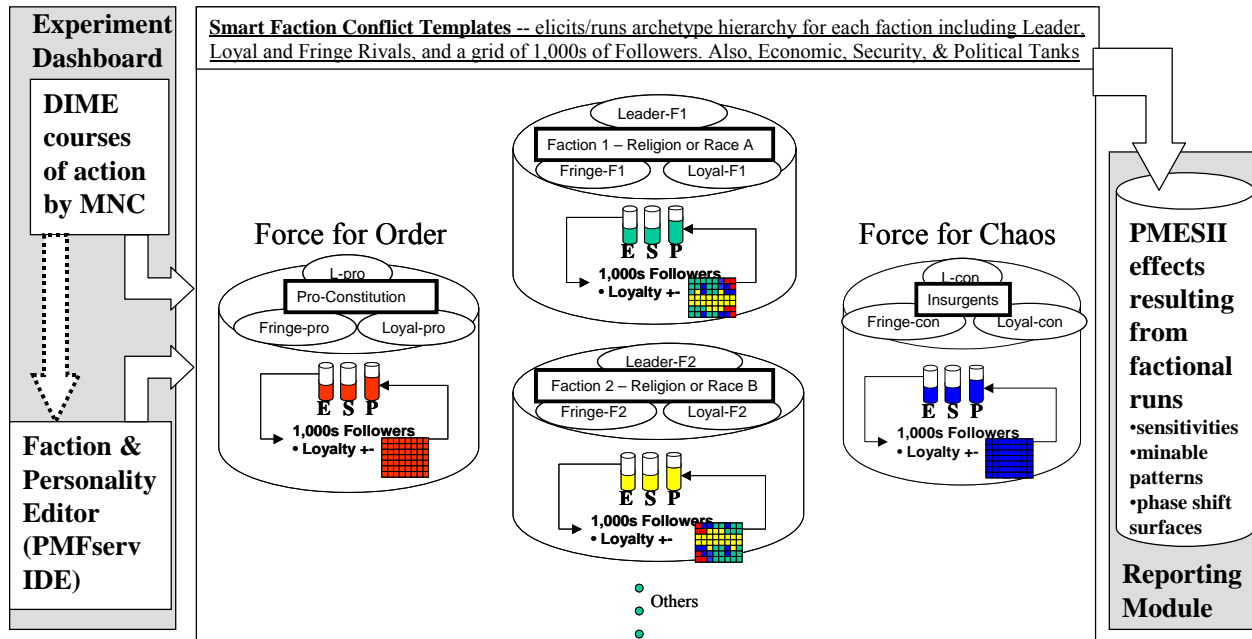 Experiment
Dashboard
DIME
courses
of action
by MNC
Faction &
Personality
Editor
(PMFserv
IDE)
Smart Faction Conflict Templates -- elicits/runs archetype hierarchy for each faction including Leader,
Loyal and Fringe Rivals, and a grid of 1,000s of Followers. Also, Economic, Security, & Political Tanks
Force for Order
L-pro
Pro-Constitution
Fringe-pro
Loyal-pro
E S P
1,000s Followers
• Loyalty +-
Leader-F1
Faction 1 – Religion or Race A
Fringe-F1
Loyal-F1
E S P
1,000s Followers
• Loyalty +-
Leader-F2
Faction 2 – Religion or Race B
Fringe-F2
Loyal-F2
E S P
1,000s Followers
• Loyalty +-
Others
Force for Chaos
L-con
Insurgents
Fringe-con
Loyal-con
E S P
1,000s Followers
• Loyalty +-
PMESII
effects
resulting
from
factional
runs
•sensitivities
•minable
patterns
•phase shift
surfaces
Reporting
Module